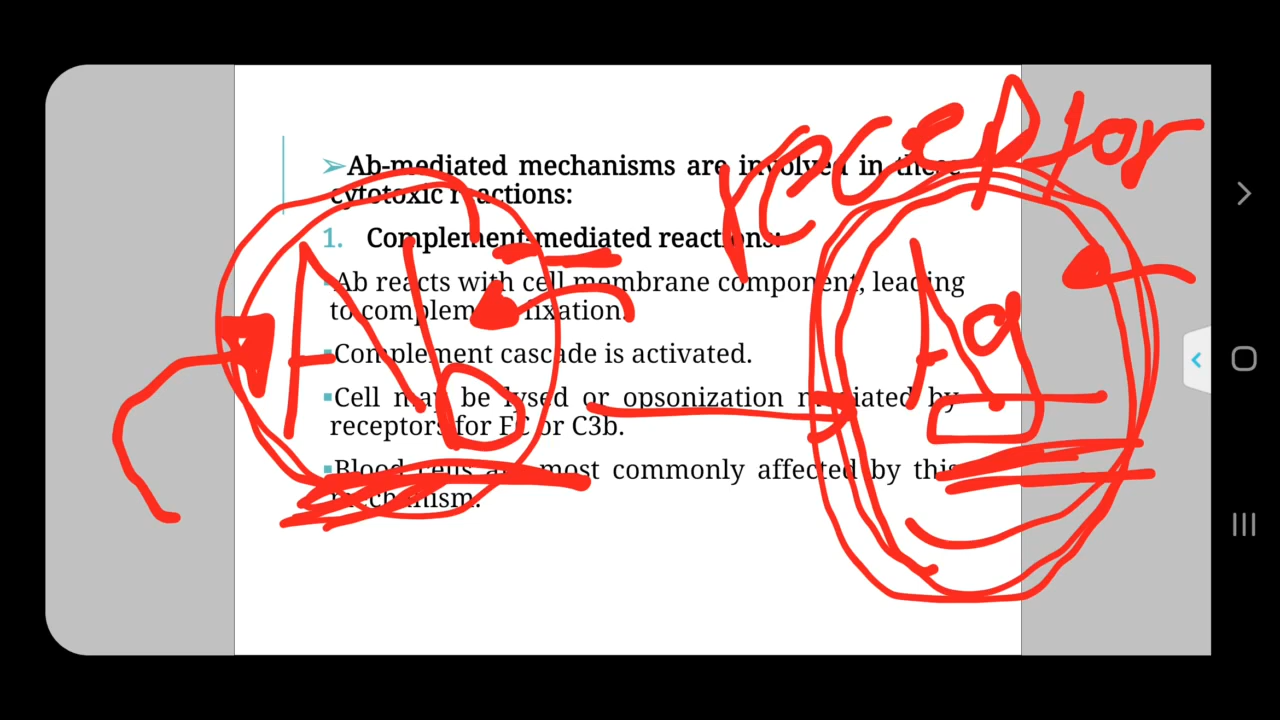 receptor
➢Ab-mediated mechanisms are involved in these
cytotoxic reactions:
1. Complement-mediated reactions:
▪Ab reacts with cell membrane component, leading
to complement fixation.
▪Complement cascade is activated.
▪Cell may be lysed or opsonization mediated by
receptors for FC or C3b.
▪Blood cells are most commonly affected by this
mechanism.
Ab
Ag